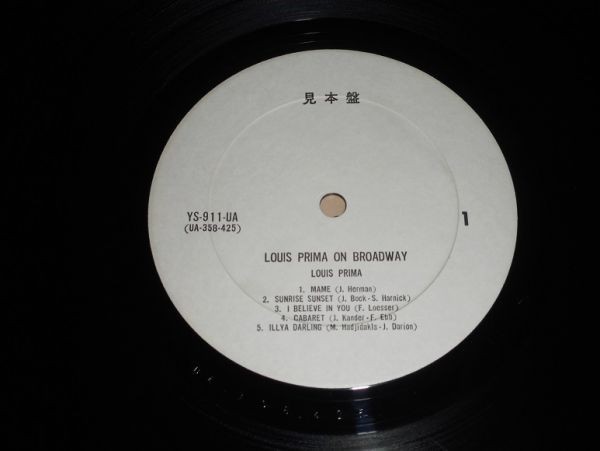 見本盤
YS-911-UA
(UA-358-425)
1
LOUIS PRIMA ON BROADWAY
LOUIS PRIMA
1. MAME (J. Herman)
2. SUNRISE SUNSET (J. Bock-S. Harnick)
3. I BELIEVE IN YOU (F. Loesser)
4. CABARET (J. Kander-F. Ebb)
5. ILLYA DARLING (M. Hadjidakis-J. Darion)